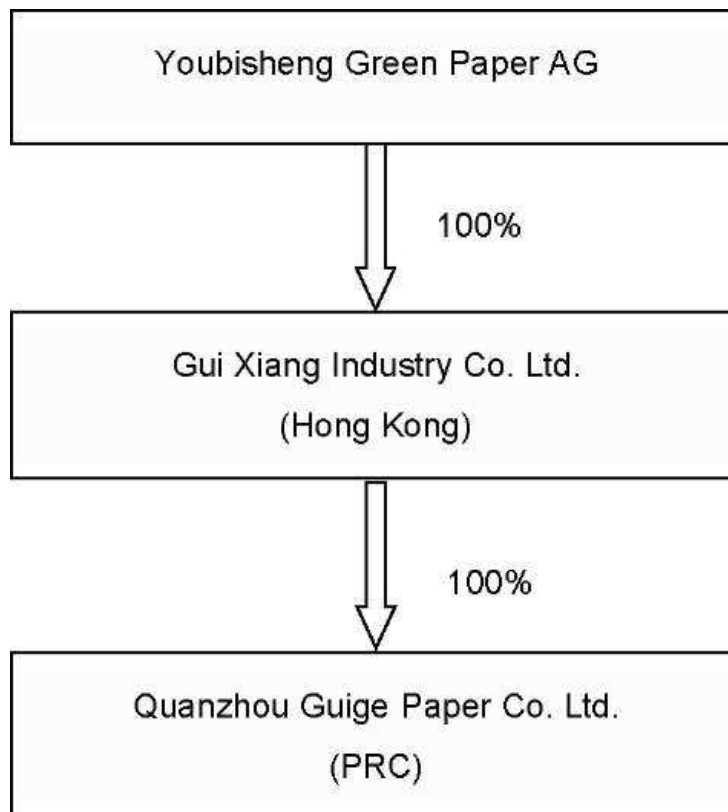 Youbisheng Green Paper AG
100%
Gui Xiang Industry Co. Ltd.
(Hong Kong)
100%
Quanzhou Guige Paper Co. Ltd.
(PRC)